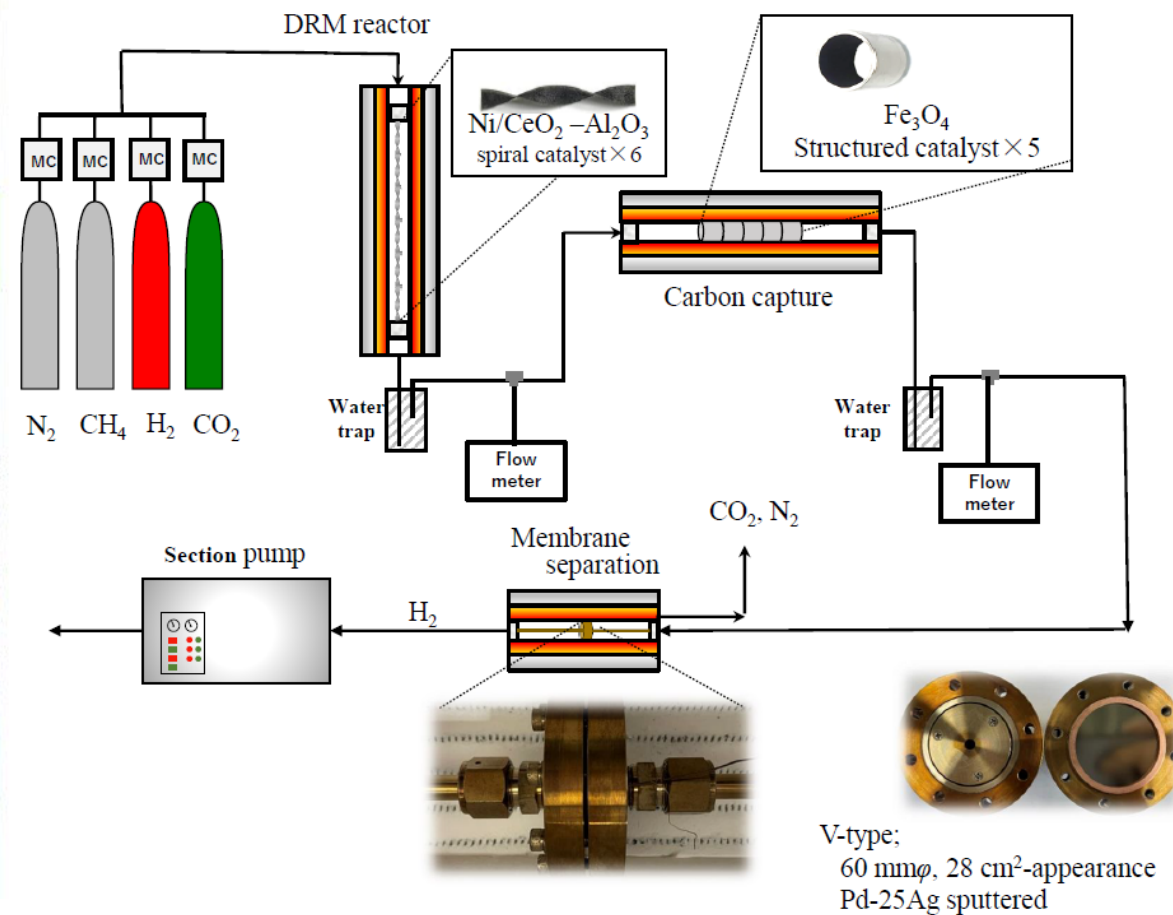 DRM reactor
MC
MC
MC
MC
N₂
CH₄
H₂
CO₂
Ni/CeO₂ –Al₂O₃
spiral catalyst×6
Fe₃O₄
Structured catalyst×5
Carbon capture
Water
trap
Flow
meter
Water
trap
Flow
meter
CO₂, N₂
Membrane
separation
Section pump
H₂
V-type;
60 mmφ, 28 cm²-appearance
Pd-25Ag sputtered